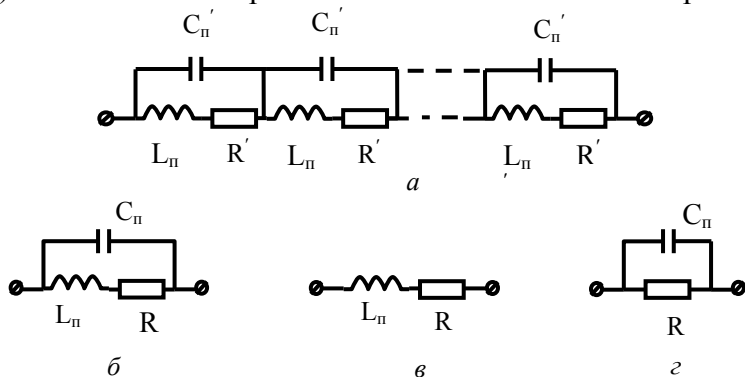 Cп′ Cп′ Cп′
Lп R′ Lп R′ Lп′ R′
а
Cп Cп
Lп R Lп R R
б в г